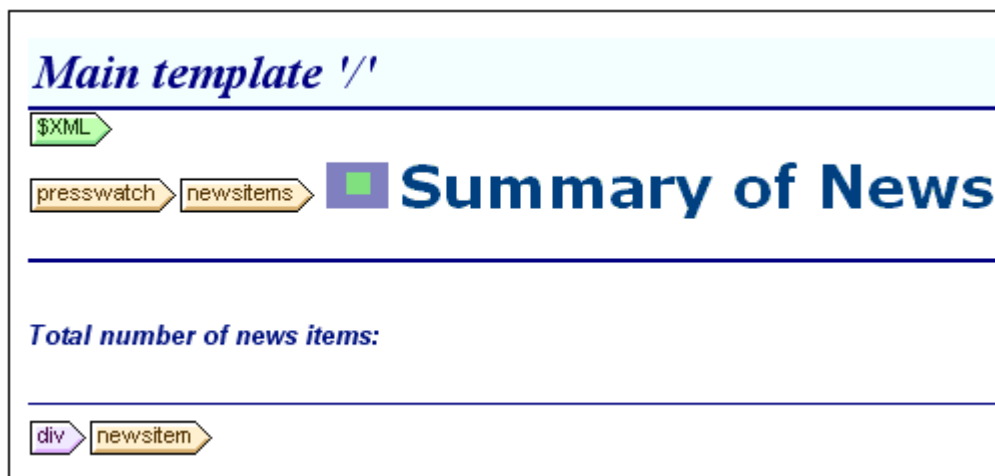 Main template '/'
$XML
presswatch newsitems Summary of News
Total number of news items:
div newsitem